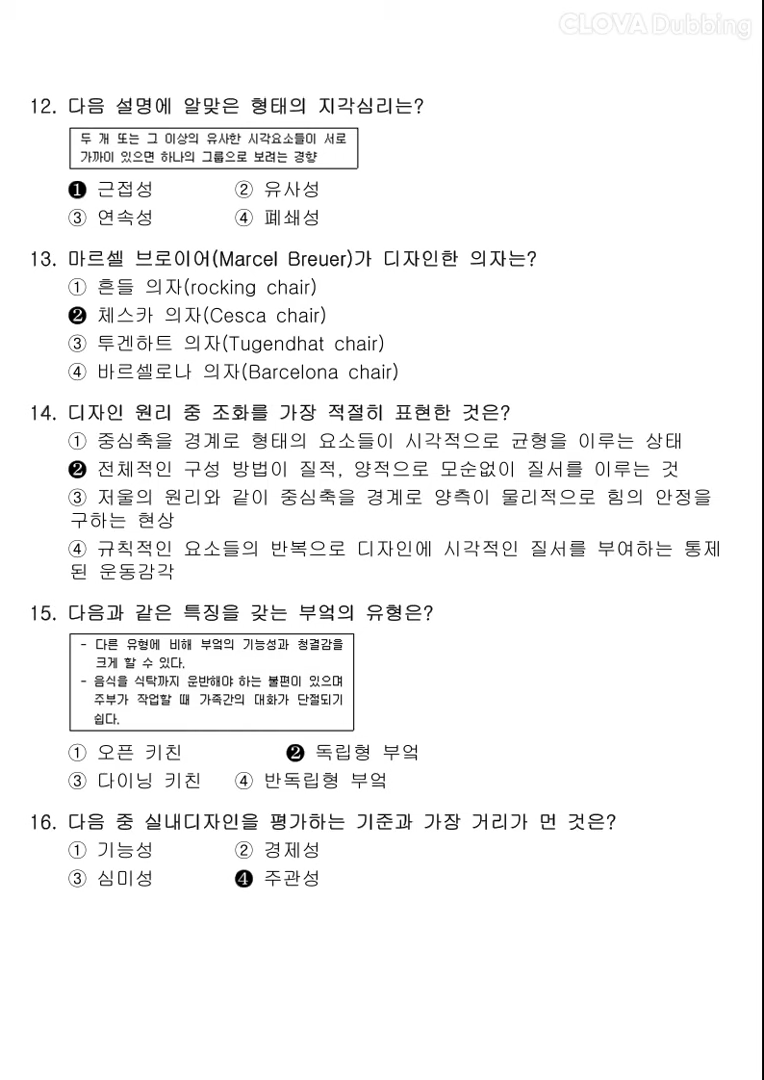 CLOVA Dubbing
12. 다음 설명에 알맞은 형태의 지각심리는?
두 개 또는 그 이상의 유사한 시각요소들이 서로
가까이 있으면 하나의 그룹으로 보려는 경향
❶ 근접성 ② 유사성
③ 연속성 ④ 폐쇄성
13. 마르셀 브로이어(Marcel Breuer)가 디자인한 의자는?
① 흔들 의자(rocking chair)
❷ 체스카 의자(Cesca chair)
③ 투겐하트 의자(Tugendhat chair)
④ 바르셀로나 의자(Barcelona chair)
14. 디자인 원리 중 조화를 가장 적절히 표현한 것은?
① 중심축을 경계로 형태의 요소들이 시각적으로 균형을 이루는 상태
❷ 전체적인 구성 방법이 질적, 양적으로 모순없이 질서를 이루는 것
③ 저울의 원리와 같이 중심축을 경계로 양측이 물리적으로 힘의 안정을
구하는 현상
④ 규칙적인 요소들의 반복으로 디자인에 시각적인 질서를 부여하는 통제
된 운동감각
15. 다음과 같은 특징을 갖는 부엌의 유형은?
- 다른 유형에 비해 부엌의 기능성과 청결감을
크게 할 수 있다.
- 음식을 식탁까지 운반해야 하는 불편이 있으며
주부가 작업할 때 가족간의 대화가 단절되기
쉽다.
① 오픈 키친 ❷ 독립형 부엌
③ 다이닝 키친 ④ 반독립형 부엌
16. 다음 중 실내디자인을 평가하는 기준과 가장 거리가 먼 것은?
① 기능성 ② 경제성
③ 심미성 ❹ 주관성